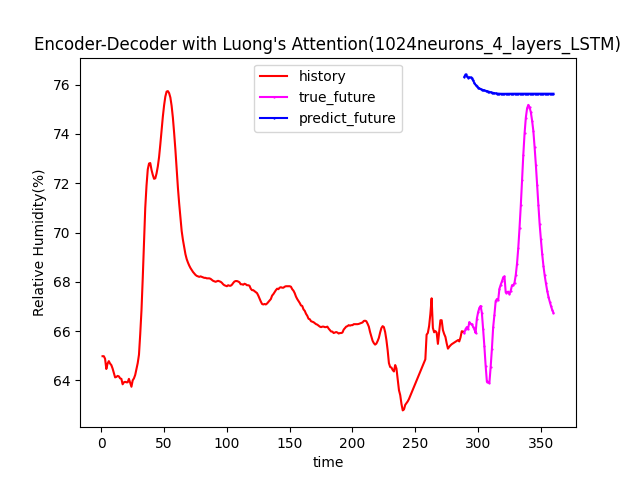 Encoder-Decoder with Luong's Attention(1024neurons_4_layers_LSTM)
history
true_future
predict_future
Relative Humidity(%)
76
74
72
70
68
66
64
0 50 100 150 200 250 300 350
time